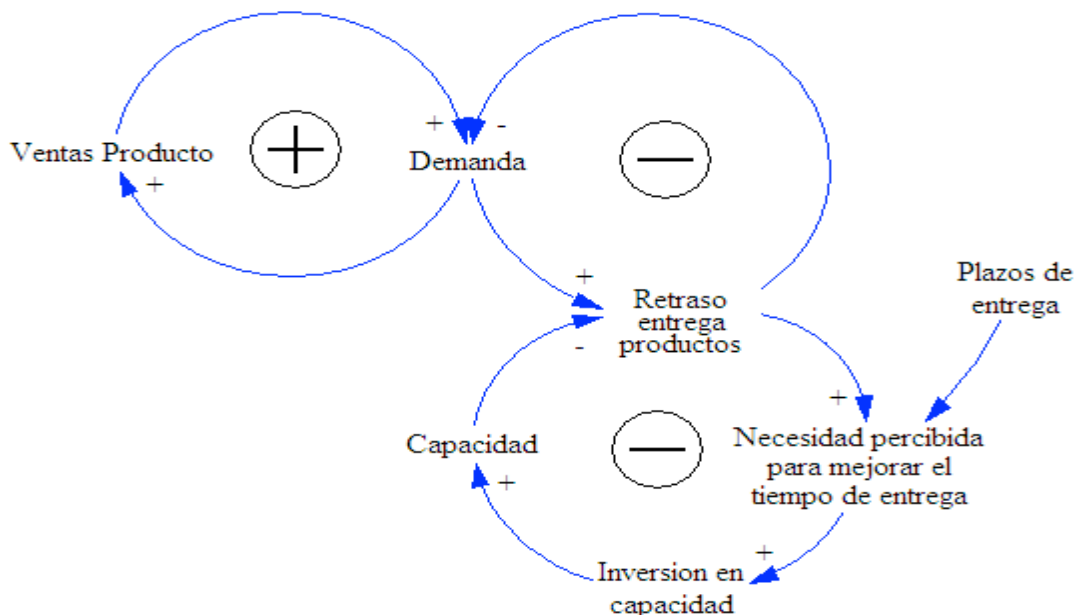 +
-
Ventas Producto
+
Demanda
+
-
Retraso
entrega
productos
Plazos de
entrega
+
Necesidad percibida
para mejorar el
tiempo de entrega
Capacidad
+
+
Inversion en
capacidad